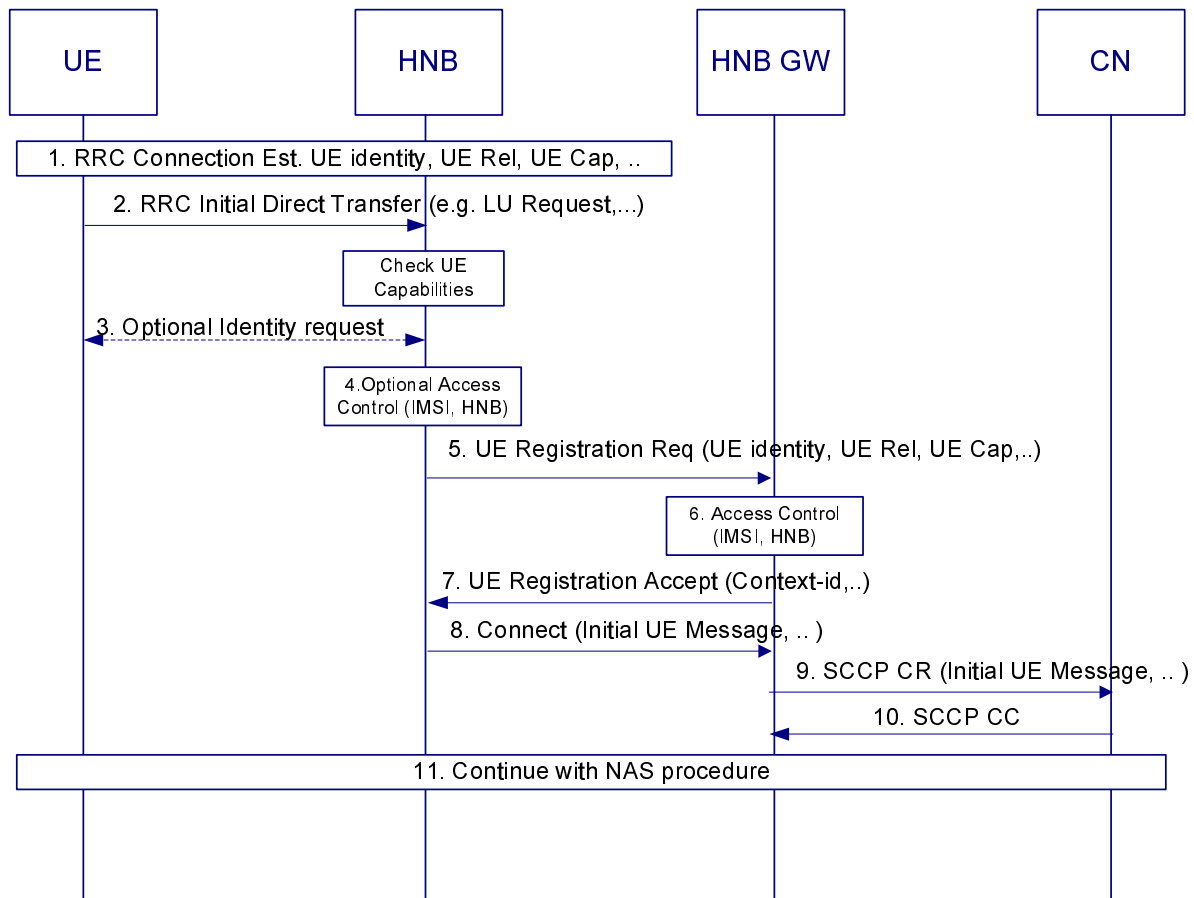 UE
HNB
HNB GW
CN
1. RRC Connection Est. UE identity, UE Rel, UE Cap, ..
2. RRC Initial Direct Transfer (e.g. LU Request,...)
Check UE
Capabilities
3. Optional Identity request
4.Optional Access
Control (IMSI, HNB)
5. UE Registration Req (UE identity, UE Rel, UE Cap,..)
6. Access Control
(IMSI, HNB)
7. UE Registration Accept (Context-id,..)
8. Connect (Initial UE Message, .. )
9. SCCP CR (Initial UE Message, .. )
10. SCCP CC
11. Continue with NAS procedure